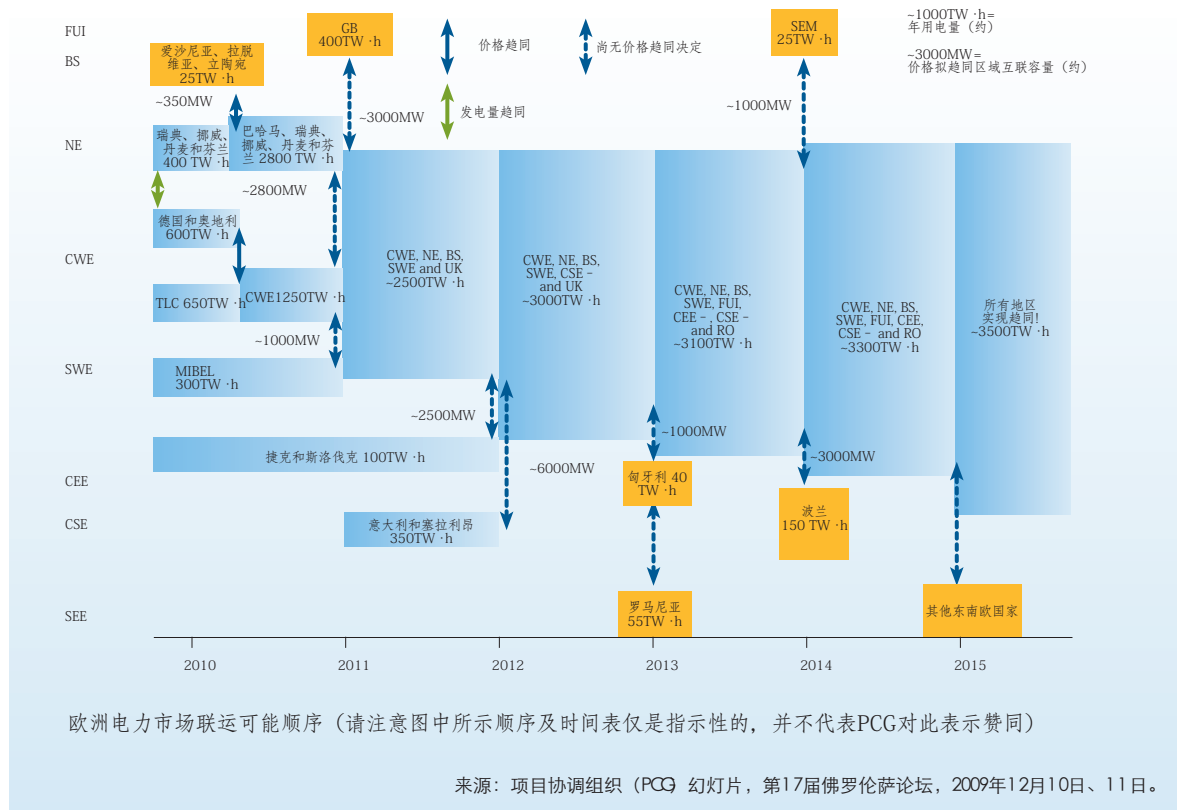 FUI
BS
NE
CWE
SWE
CEE
CSE
SEE
爱沙尼亚、拉脱
维亚、立陶宛
25TW ·h
~350MW
瑞典、挪威、
丹麦和芬兰
400 TW ·h
巴哈马、瑞典、
挪威、丹麦和芬
兰 2800 TW ·h
~2800MW
德国和奥地利
600TW ·h
TLC 650TW ·h
CWE1250TW ·h
~1000MW
MIBEL
300TW ·h
捷克和斯洛伐克 100TW ·h
意大利和塞拉利昂
350TW ·h
GB
400TW ·h
~3000MW
价格趋同
发电量趋同
尚无价格趋同决定
SEM
25TW ·h
~1000MW
~1000TW ·h=
年用电量（约）
~3000MW=
价格拟趋同区域互联容量（约）
CWE, NE, BS,
SWE and UK
~2500TW ·h
~2500MW
CWE, NE, BS,
SWE, CSE –
and UK
~3000TW ·h
~6000MW
CWE, NE, BS,
SWE, FUI,
CEE – , CSE –
and RO
~3100TW ·h
~1000MW
匈牙利 40
TW ·h
罗马尼亚
55TW ·h
CWE, NE, BS,
SWE, FUI, CEE,
CSE – and RO
~3300TW ·h
~3000MW
波兰
150 TW ·h
所有地区
实现趋同!
~3500TW ·h
其他东南欧国家
2010
2011
2012
2013
2014
2015
欧洲电力市场联运可能顺序（请注意图中所示顺序及时间表仅是指示性的，并不代表PCG对此表示赞同）
来源：项目协调组织（PCG）幻灯片，第17届佛罗伦萨论坛，2009年12月10日、11日。